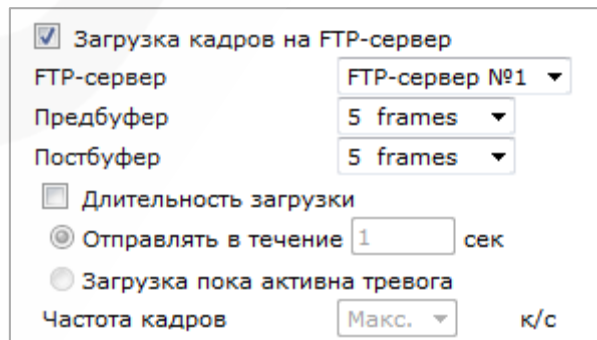 Загрузка кадров на FTP-сервер
FTP-сервер FTP-сервер №1
Предбуфер 5 frames
Постбуфер 5 frames
Длительность загрузки
Отправлять в течение 1 сек
Загрузка пока активна тревога
Частота кадров Макс. к/с